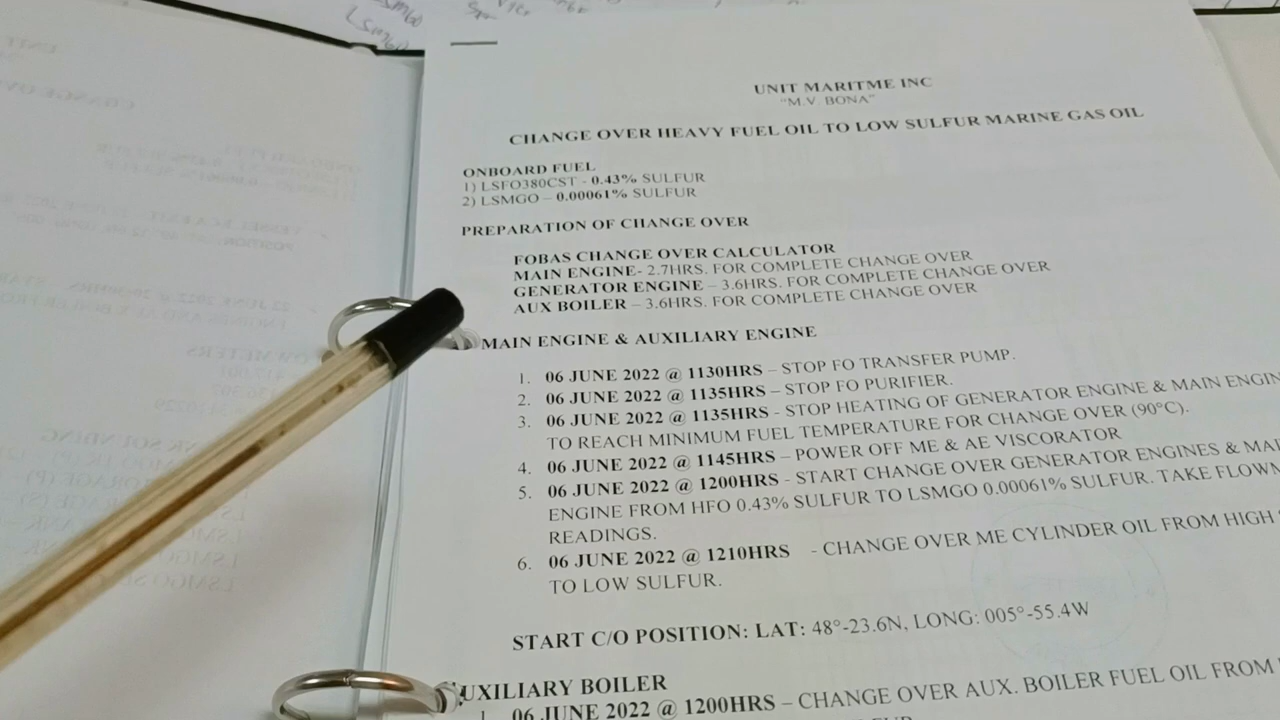 LSMGO
UNIT MARITME INC
"M.V. BONA"
CHANGE OVER HEAVY FUEL OIL TO LOW SULFUR MARINE GAS OIL
ONBOARD FUEL
1) LSFO380CST - 0.43% SULFUR
2) LSMGO – 0.00061% SULFUR
PREPARATION OF CHANGE OVER
FOBAS CHANGE OVER CALCULATOR
MAIN ENGINE- 2.7HRS. FOR COMPLETE CHANGE OVER
GENERATOR ENGINE – 3.6HRS. FOR COMPLETE CHANGE OVER
AUX BOILER – 3.6HRS. FOR COMPLETE CHANGE OVER
MAIN ENGINE & AUXILIARY ENGINE
1. 06 JUNE 2022 @ 1130HRS – STOP FO TRANSFER PUMP.
2. 06 JUNE 2022 @ 1135HRS – STOP FO PURIFIER.
3. 06 JUNE 2022 @ 1135HRS - STOP HEATING OF GENERATOR ENGINE & MAIN ENGIN
TO REACH MINIMUM FUEL TEMPERATURE FOR CHANGE OVER (90°C).
4. 06 JUNE 2022 @ 1145HRS – POWER OFF ME & AE VISCORATOR
5. 06 JUNE 2022 @ 1200HRS - START CHANGE OVER GENERATOR ENGINES & MAI
ENGINE FROM HFO 0.43% SULFUR TO LSMGO 0.00061% SULFUR. TAKE FLOWM
READINGS.
6. 06 JUNE 2022 @ 1210HRS - CHANGE OVER ME CYLINDER OIL FROM HIGH
TO LOW SULFUR.
START C/O POSITION: LAT: 48°-23.6N, LONG: 005°-55.4W
AUXILIARY BOILER
1. 06 JUNE 2022 @ 1200HRS – CHANGE OVER AUX. BOILER FUEL OIL FROM